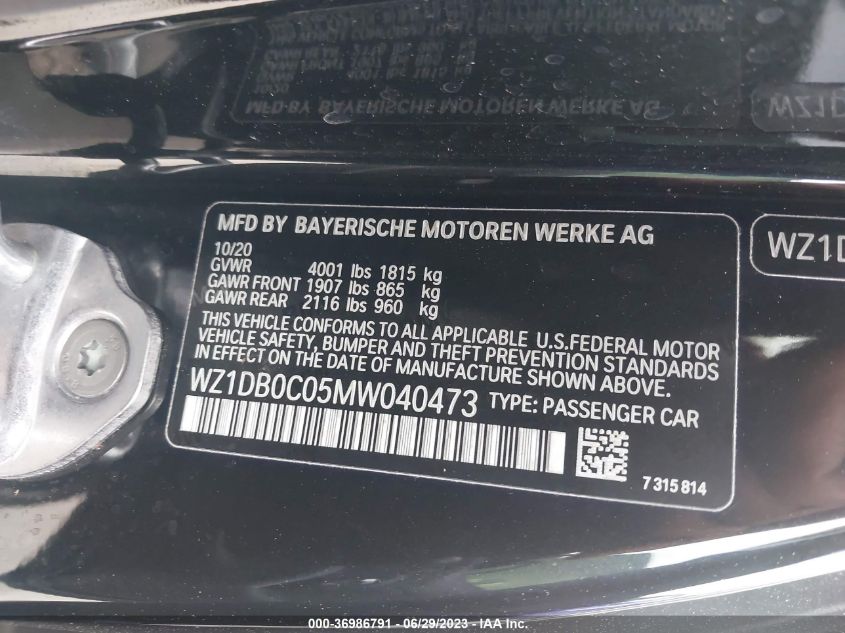 MFD BY BAYERISCHE MOTOREN WERKE AG
10/20
GVWR 4001 lbs 1815 kg
GAWR FRONT 1907 lbs 865 kg
GAWR REAR 2116 lbs 960 kg
THIS VEHICLE CONFORMS TO ALL APPLICABLE U.S.FEDERAL MOTOR
VEHICLE SAFETY, BUMPER AND THEFT PREVENTION STANDARDS
IN EFFECT ON THE DATE OF MANUFACTURE SHOWN ABOVE.
WZ1DB0C05MW040473 TYPE: PASSENGER CAR
7315814
WZ1D
000-36986791 - 06/29/2023 - IAA Inc.